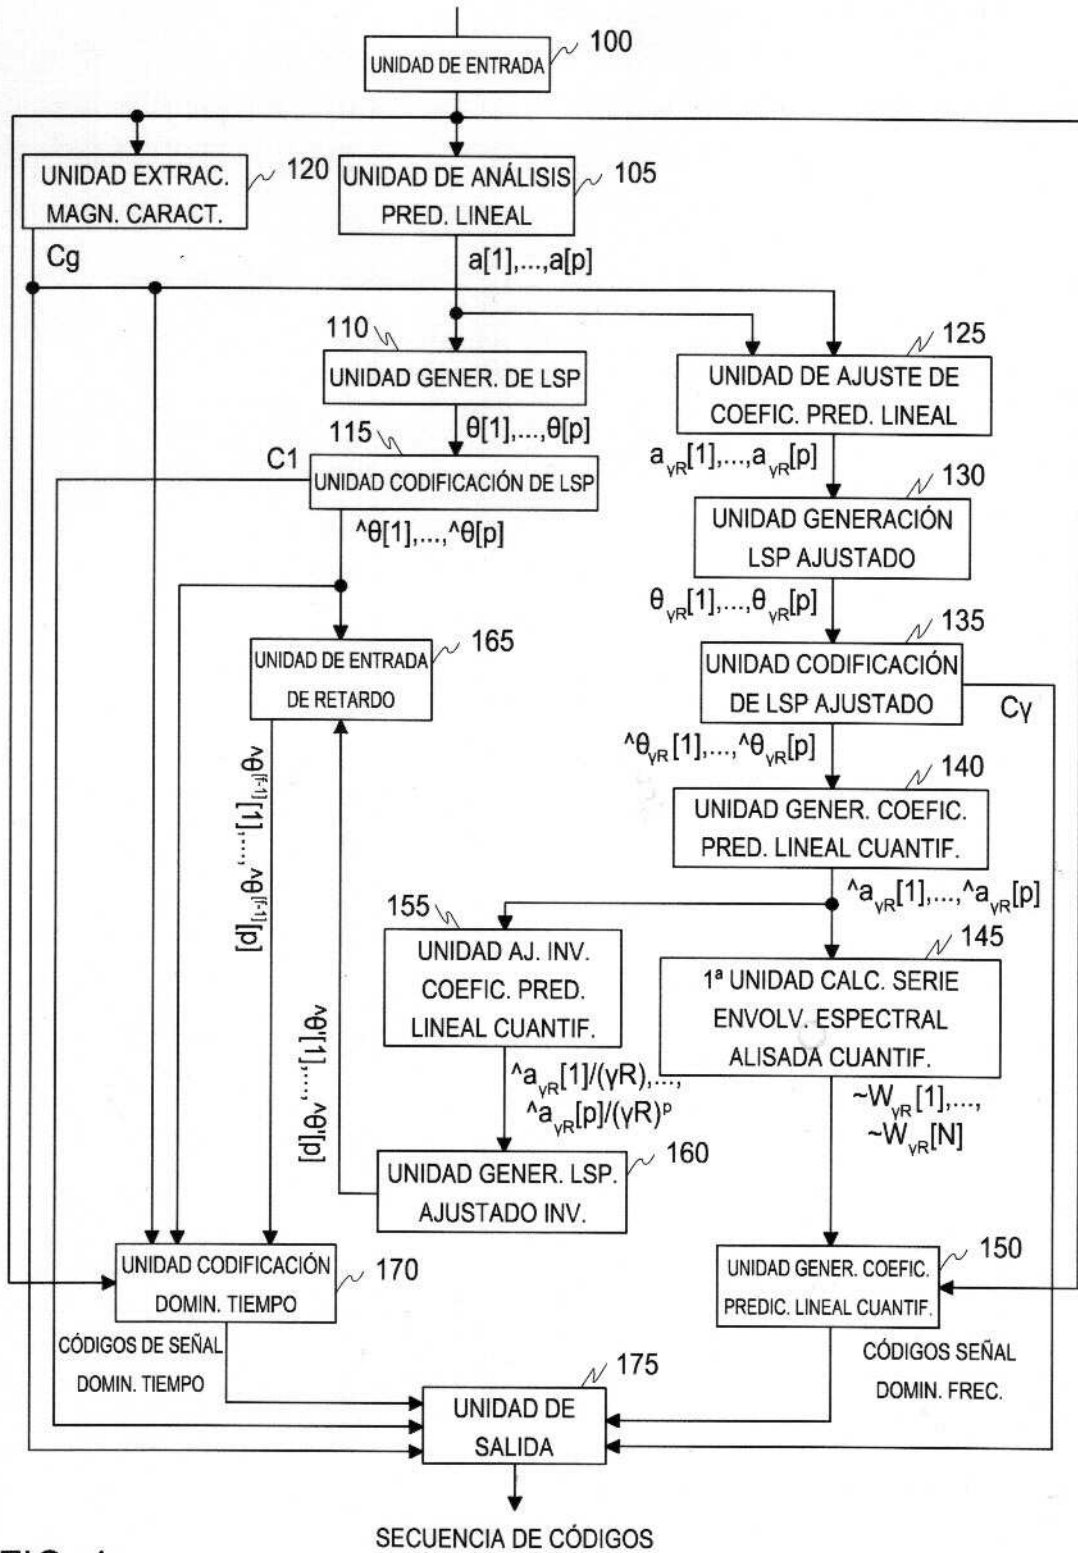 100
UNIDAD DE ENTRADA
UNIDAD EXTRAC.
MAGN. CARACT.
120
UNIDAD DE ANÁLISIS
PRED. LINEAL
105
Cg
a[1],...,a[p]
110
UNIDAD GENER. DE LSP
125
UNIDAD DE AJUSTE DE
COEFIC. PRED. LINEAL
θ[1],...,θ[p]
115
C1
UNIDAD CODIFICACIÓN DE LSP
a_γR[1],...,a_γR[p]
130
UNIDAD GENERACIÓN
LSP AJUSTADO
^θ[1],...,^θ[p]
θ_γR[1],...,θ_γR[p]
135
UNIDAD DE ENTRADA
DE RETARDO
165
UNIDAD CODIFICACIÓN
DE LSP AJUSTADO
Cγ
^θ_γR[1],...,^θ_γR[p]
140
UNIDAD GENER. COEFIC.
PRED. LINEAL CUANTIF.
^θ[f-1][1],...,^θ[f-1][p]
^a_γR[1],...,^a_γR[p]
155
UNIDAD AJ. INV.
COEFIC. PRED.
LINEAL CUANTIF.
145
1ª UNIDAD CALC. SERIE
ENVOLV. ESPECTRAL
ALISADA CUANTIF.
^θ'[1],...,^θ'[p]
^a_γR[1]/(γR),...,
^a_γR[p]/(γR)^p
~W_γR[1],...,
~W_γR[N]
UNIDAD GENER. LSP.
AJUSTADO INV.
160
UNIDAD CODIFICACIÓN
DOMIN. TIEMPO
170
150
UNIDAD GENER. COEFIC.
PREDIC. LINEAL CUANTIF.
CÓDIGOS DE SEÑAL
DOMIN. TIEMPO
CÓDIGOS SEÑAL
DOMIN. FREC.
175
UNIDAD DE
SALIDA
SECUENCIA DE CÓDIGOS